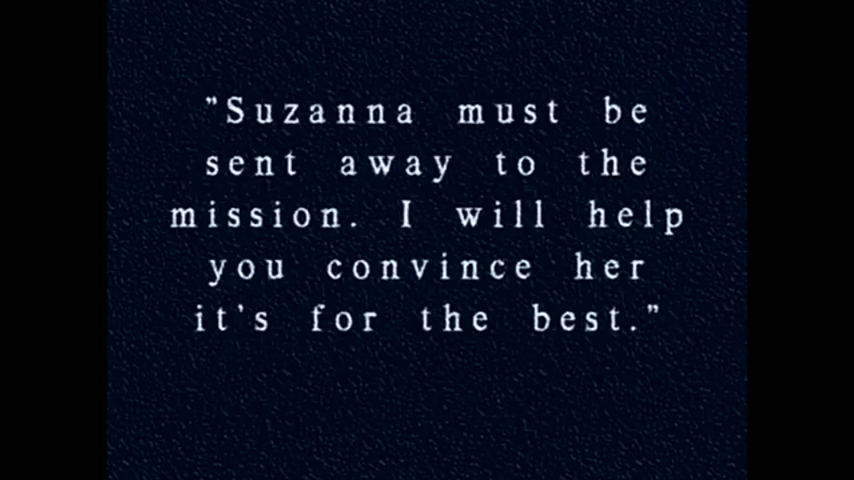 "Suzanna must be
sent away to the
mission. I will help
you convince her
it's for the best."